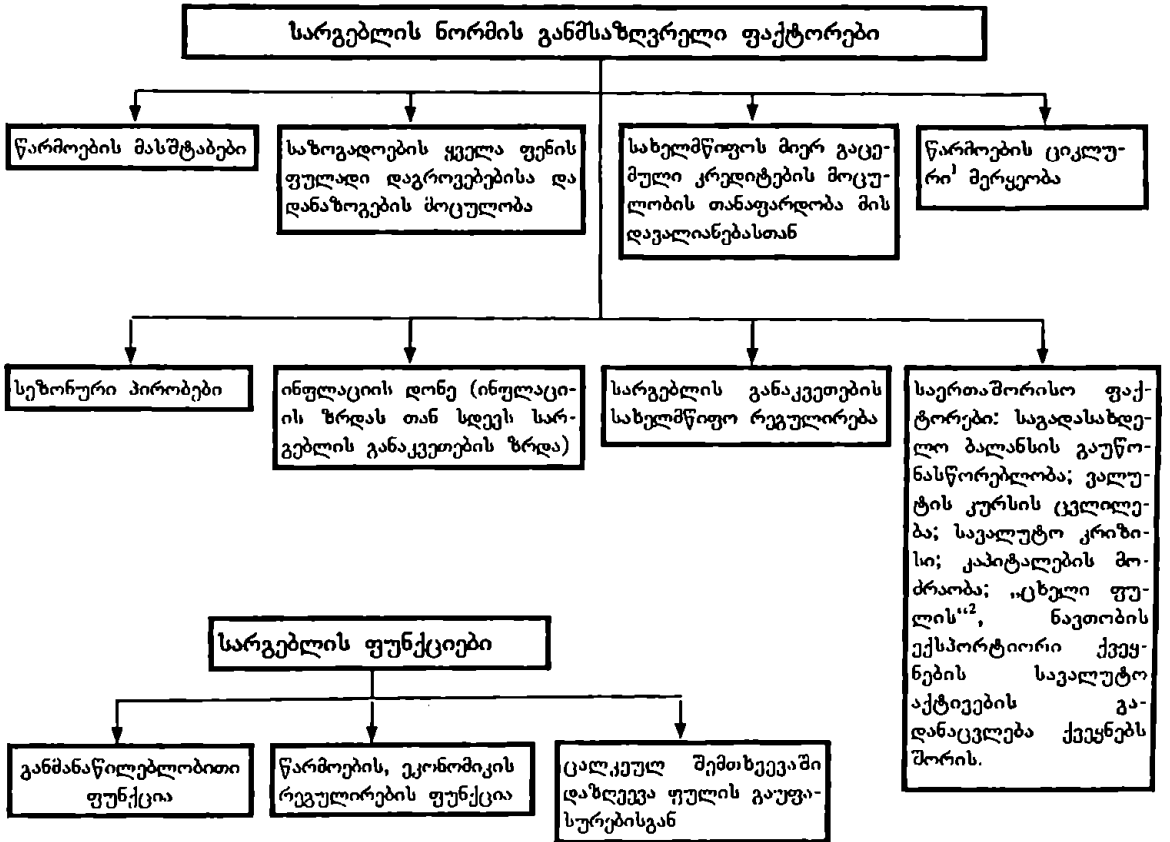 სარგებლის ნორმის განმსაზღვრელი ფაქტორები
წარმოების მასშტაბები
საზოგადოების ყველა ფენის
ფულადი დაგროვებებისა და
დანაზოგების მოცულობა
სახელმწიფოს მიერ გაცე-
მული კრედიტების მოცუ-
ლობის თანაფარდობა მის
დავალიანებასთან
წარმოების ციკლუ-
რი¹ მერყეობა
სეზონური პირობები
ინფლაციის დონე (ინფლაცი-
ის ზრდას თან სდევს სარ-
გებლის განაკვეთების ზრდა)
სარგებლის განაკვეთების
სახელმწიფო რეგულირება
საერთაშორისო ფაქ-
ტორები: საგადასახდე-
ლო ბალანსის გაუწო-
ნასწორებლობა; ვალუ-
ტის კურსის ცვლილე-
ბა; სავალუტო კრიზი-
სი; კაპიტალების მო-
ძრაობა; „ცხელი ფუ-
ლის“², ნავთობის
ექსპორტიორი ქვეყ-
ნების სავალუტო
აქტივების გა-
დანაცვლება ქვეყნებს
შორის.
სარგებლის ფუნქციები
განმანაწილებლობითი
ფუნქცია
წარმოების, ეკონომიკის
რეგულირების ფუნქცია
ცალკეულ შემთხვევაში
დაზღვევა ფულის გაუფა-
სურებისგან